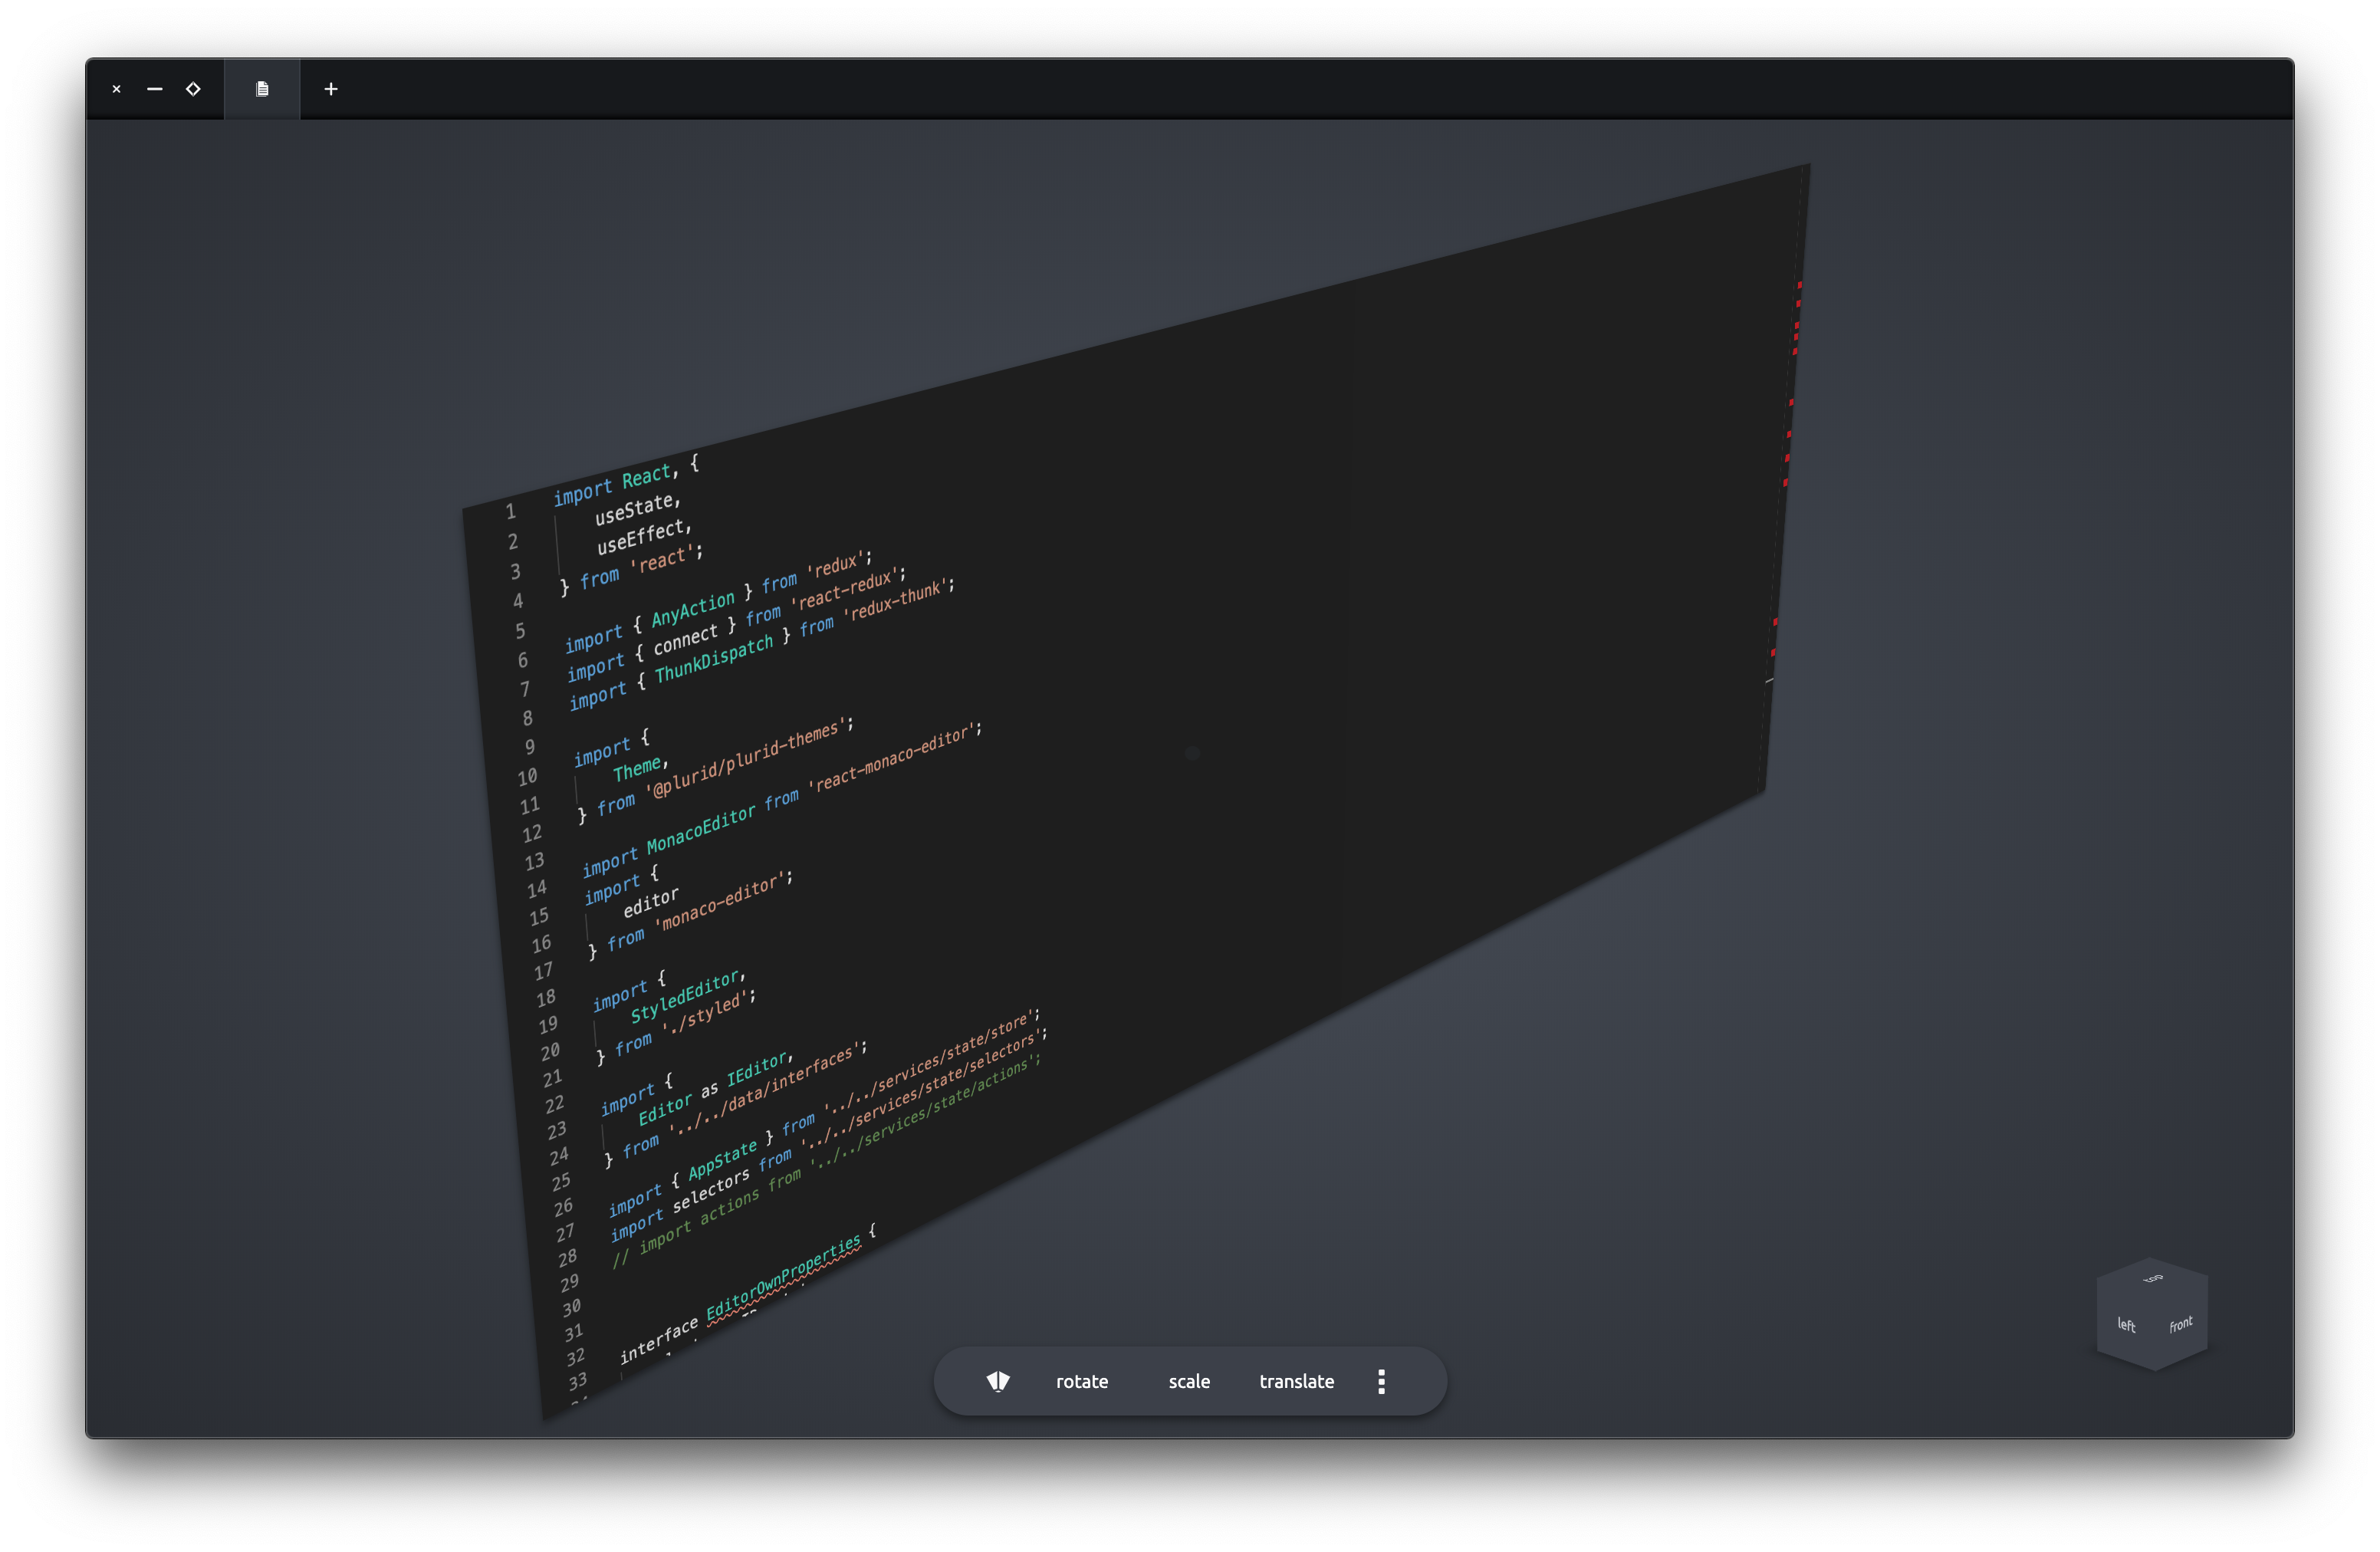 1 import React, {
2 useState,
3 useEffect,
4 } from 'react';
5
6 import { AnyAction } from 'redux';
7 import { connect } from 'react-redux';
8 import { ThunkDispatch } from 'redux-thunk';
9
10 import {
11 Theme,
12 } from '@plurid/plurid-themes';
13
14 import MonacoEditor from 'react-monaco-editor';
15 import {
16 editor
17 } from 'monaco-editor';
18
19 import {
20 StyledEditor,
21 } from './styled';
22
23 import {
24 Editor as IEditor,
25 } from '../../data/interfaces';
26
27 import { AppState } from '../../services/state/store';
28 import selectors from '../../services/state/selectors';
29 // import actions from '../../services/state/actions';
30
31
32
33 interface EditorOwnProperties {
top
left front
rotate scale translate